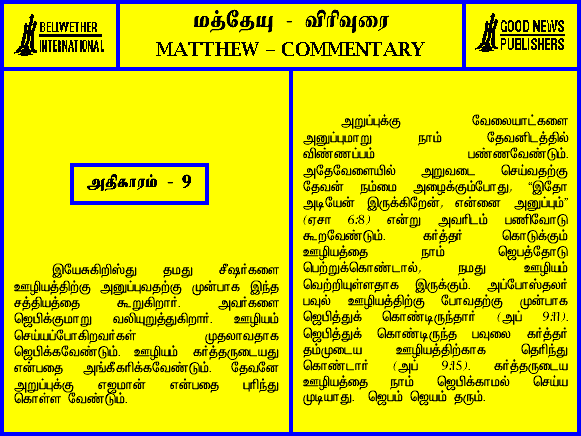 BELLWETHER
INTERNATIONAL
மத்தேயு - விரிவுரை
MATTHEW – COMMENTARY
GOOD NEWS
PUBLISHERS
அதிகாரம் - 9
இயேசுகிறிஸ்து தமது சீஷர்களை
ஊழியத்திற்கு அனுப்புவதற்கு முன்பாக இந்த
சத்தியத்தை கூறுகிறார். அவர்களை
ஜெபிக்குமாறு வலியுறுத்துகிறார். ஊழியம்
செய்யப்போகிறவர்கள் முதலாவதாக
ஜெபிக்கவேண்டும். ஊழியம் கர்த்தருடையது
என்பதை அங்கீகரிக்கவேண்டும். தேவனே
அறுப்புக்கு எஜமான் என்பதை புரிந்து
கொள்ள வேண்டும்.
அறுப்புக்கு வேலையாட்களை
அனுப்புமாறு நாம் தேவனிடத்தில்
விண்ணப்பம் பண்ணவேண்டும்.
அதேவேளையில் அறுவடை செய்வதற்கு
தேவன் நம்மை அழைக்கும்போது, “இதோ
அடியேன் இருக்கிறேன், என்னை அனுப்பும்”
(ஏசா 6:8) என்று அவரிடம் பணிவோடு
கூறவேண்டும். கர்த்தர் கொடுக்கும்
ஊழியத்தை நாம் ஜெபத்தோடு
பெற்றுக்கொண்டால், நமது ஊழியம்
வெற்றியுள்ளதாக இருக்கும். அப்போஸ்தலர்
பவுல் ஊழியத்திற்கு போவதற்கு முன்பாக
ஜெபித்துக் கொண்டிருந்தார் (அப் 9:11).
ஜெபித்துக் கொண்டிருந்த பவுலை கர்த்தர்
தம்முடைய ஊழியத்திற்காக தெரிந்து
கொண்டார் (அப் 9:15). கர்த்தருடைய
ஊழியத்தை நாம் ஜெபிக்காமல் செய்ய
முடியாது. ஜெபம் ஜெயம் தரும்.